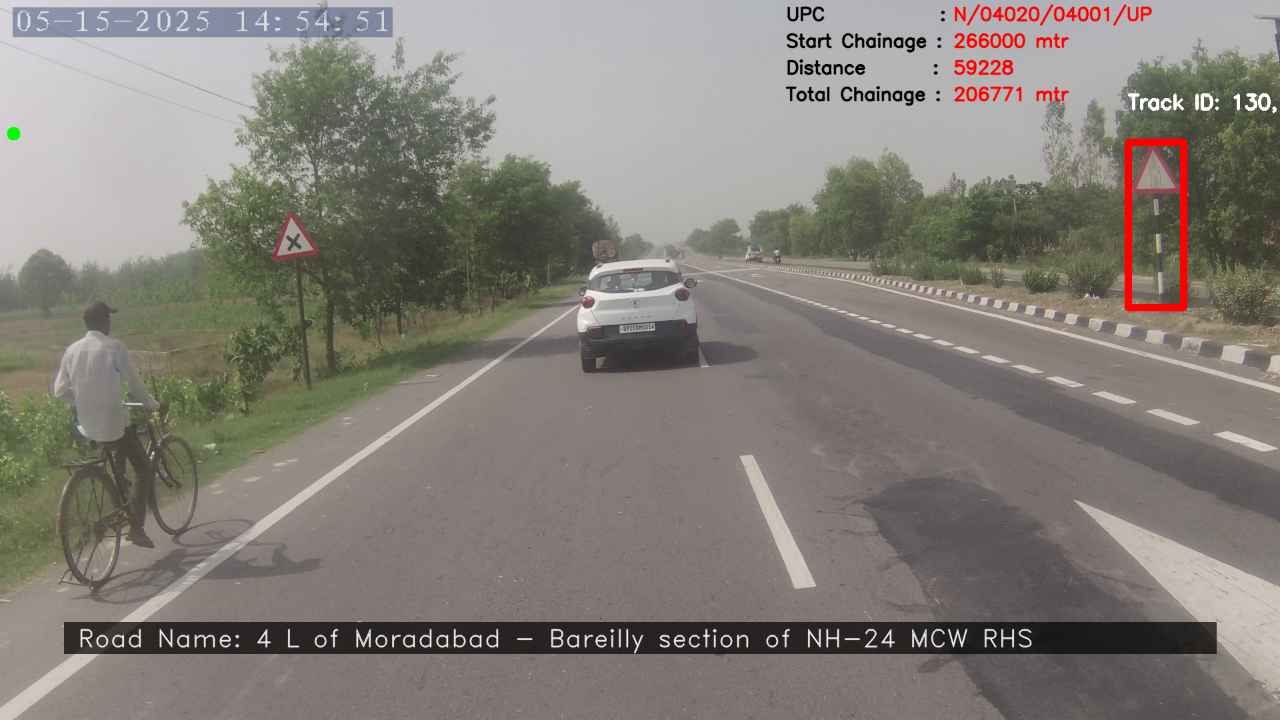 05-15-2025 14:54:51
UPC : N/04020/04001/UP
Start Chainage : 266000 mtr
Distance : 59228
Total Chainage : 206771 mtr
Track ID: 130,
Road Name: 4 L of Moradabad - Bareilly section of NH-24 MCW RHS